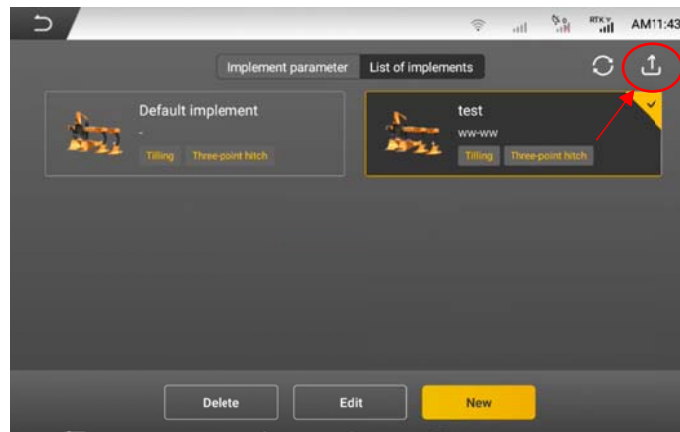 RTK
AM11:43
Implement parameter
List of implements
Default implement
-
Tilling
Three-point hitch
test
ww-ww
Tilling
Three-point hitch
Delete
Edit
New